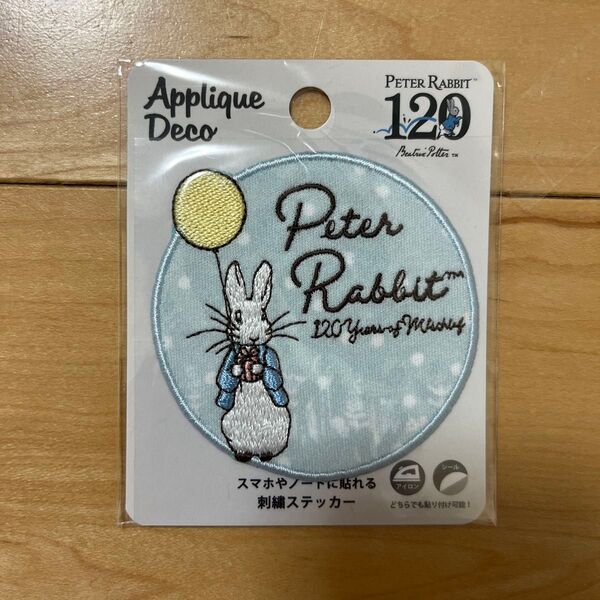 Applique
Deco
PETER RABBIT™
120
Beatrix Potter ™
Peter
Rabbit™
120 Years of Mischief
スマホやノートに貼れる
刺繍ステッカー
アイロン
シール
どちらでも貼り付け可能!